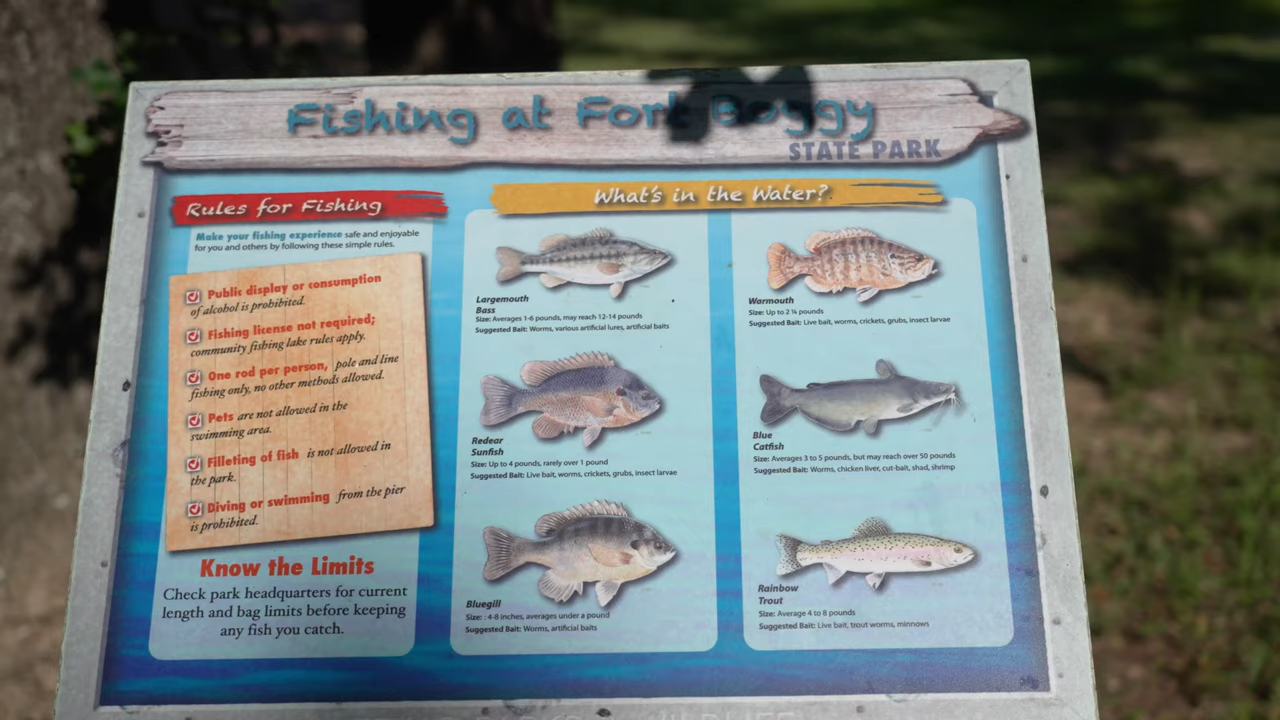 Fishing at Fort Boggy
STATE PARK
Rules for Fishing
Make your fishing experience safe and enjoyable
for you and others by following these simple rules.
Public display or consumption
of alcohol is prohibited.
Fishing license not required;
community fishing lake rules apply.
One rod per person, pole and line
fishing only, no other methods allowed.
Pets are not allowed in the
swimming area.
Filleting of fish is not allowed in
the park.
Diving or swimming from the pier
is prohibited.
Know the Limits
Check park headquarters for current
length and bag limits before keeping
any fish you catch.
What's in the Water?
Largemouth
Bass
Size: Averages 1-6 pounds, may reach 12-14 pounds
Suggested Bait: Worms, various artificial lures, artificial baits
Redear
Sunfish
Size: Up to 4 pounds, rarely over 1 pound
Suggested Bait: Live bait, worms, crickets, grubs, insect larvae
Bluegill
Size: : 4-8 inches, averages under a pound
Suggested Bait: Worms, artificial baits
Warmouth
Size: Up to 2 ¼ pounds
Suggested Bait: Live bait, worms, crickets, grubs, insect larvae
Blue
Catfish
Size: Averages 3 to 5 pounds, but may reach over 50 pounds
Suggested Bait: Worms, chicken liver, cut-bait, shad, shrimp
Rainbow
Trout
Size: Average 4 to 8 pounds
Suggested Bait: Live bait, trout worms, minnows